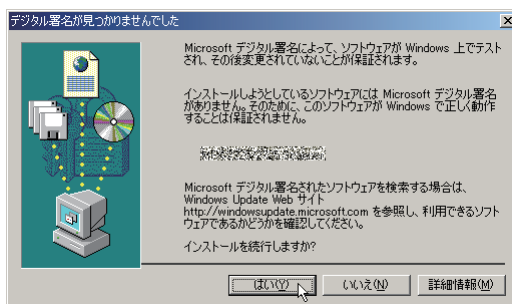 デジタル署名が見つかりませんでした
Microsoft デジタル署名によって、ソフトウェアが Windows 上でテスト
され、その後変更されていないことが保証されます。
インストールしようとしているソフトウェアには Microsoft デジタル署名
がありません。そのために、このソフトウェアが Windows で正しく動作
することは保証されません。
Microsoft デジタル署名されたソフトウェアを検索する場合は、
Windows Update Web サイト
http://windowsupdate.microsoft.com を参照し、利用できるソフト
ウェアであるかどうかを確認してください。
インストールを続行しますか?
はい(Y) いいえ(N) 詳細情報(M)